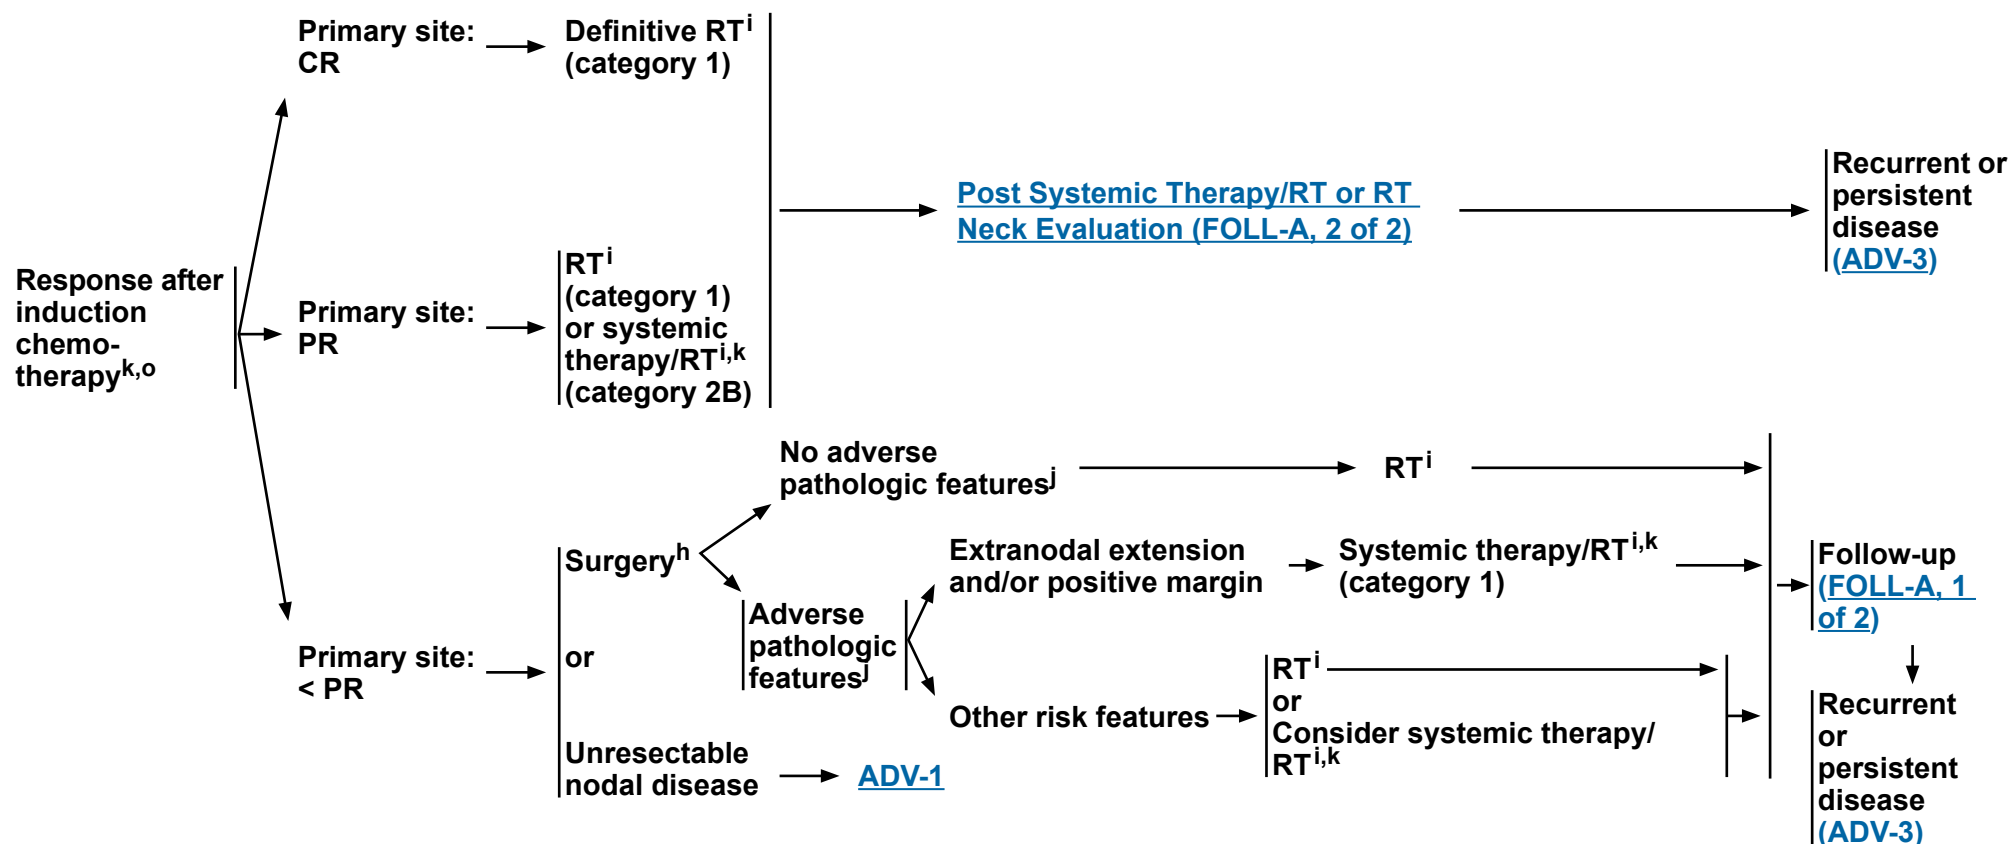 Response after
induction
chemo-
therapyk,o
Primary site:
CR
Definitive RTi
(category 1)
Primary site:
PR
RTi
(category 1)
or systemic
therapy/RTi,k
(category 2B)
Post Systemic Therapy/RT or RT
Neck Evaluation (FOLL-A, 2 of 2)
Recurrent or
persistent
disease
(ADV-3)
Primary site:
< PR
Surgeryh
or
Unresectable
nodal disease
ADV-1
No adverse
pathologic featuresj
RTi
Adverse
pathologic
featuresj
Extranodal extension
and/or positive margin
Systemic therapy/RTi,k
(category 1)
Other risk features
RTi
or
Consider systemic therapy/
RTi,k
Follow-up
(FOLL-A, 1
of 2)
Recurrent
or
persistent
disease
(ADV-3)